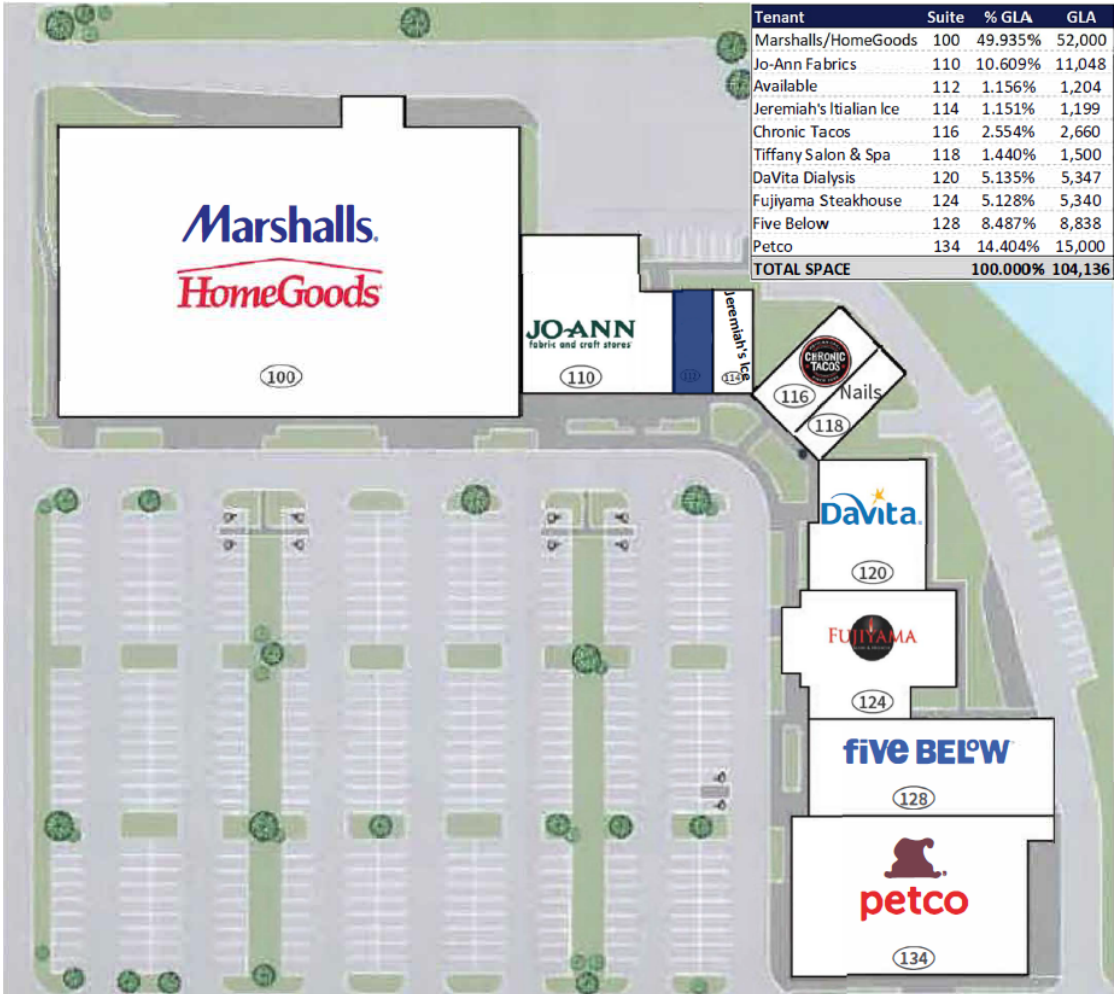 Tenant Suite % GLA GLA
Marshalls/HomeGoods 100 49.935% 52,000
Jo-Ann Fabrics 110 10.609% 11,048
Available 112 1.156% 1,204
Jeremiah's Itialian Ice 114 1.151% 1,199
Chronic Tacos 116 2.554% 2,660
Tiffany Salon & Spa 118 1.440% 1,500
DaVita Dialysis 120 5.135% 5,347
Fujiyama Steakhouse 124 5.128% 5,340
Five Below 128 8.487% 8,838
Petco 134 14.404% 15,000
TOTAL SPACE 100.000% 104,136
Marshalls.
HomeGoods
100
JO-ANN
fabric and craft stores
110
112
Jeremiah's Ice
114
CHRONIC
TACOS
116
Nails
118
DaVita.
120
FUJIYAMA
124
five BELOW
128
petco
134